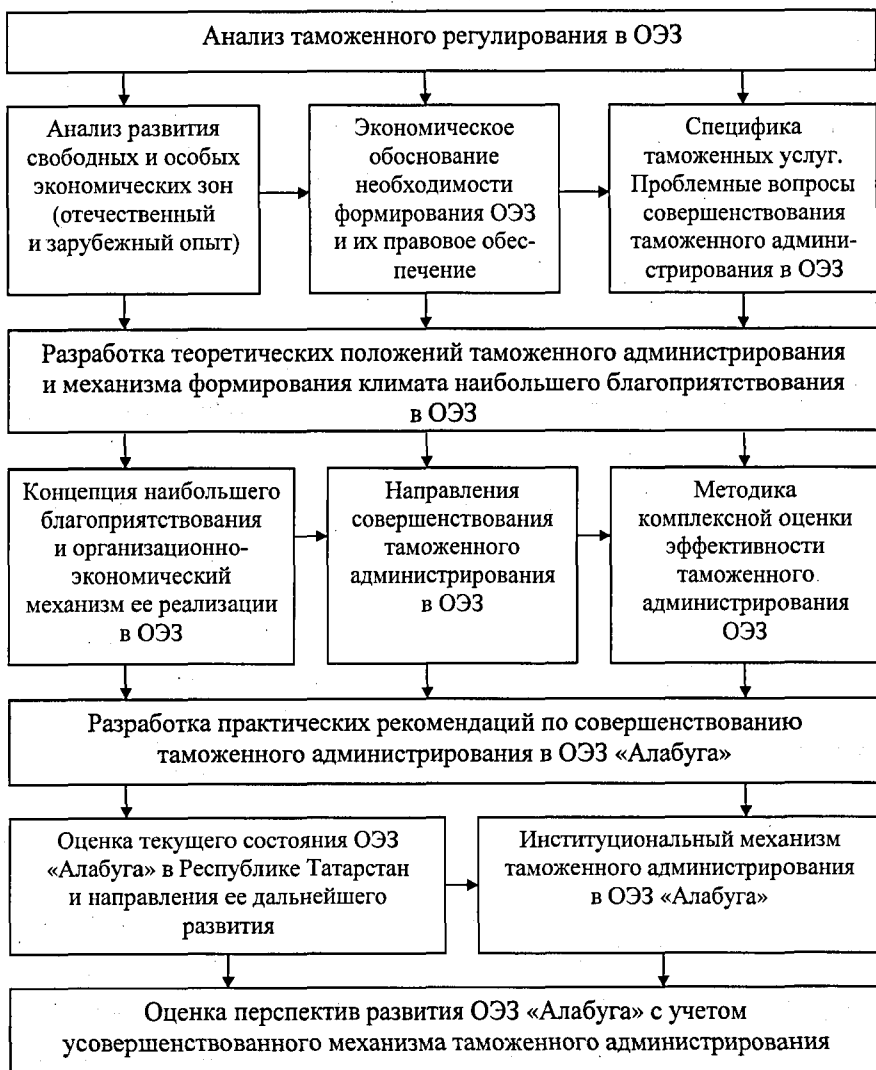 Анализ таможенного регулирования в ОЭЗ
Анализ развития
свободных и особых
экономических зон
(отечественный
и зарубежный опыт)
Экономическое
обоснование
необходимости
формирования ОЭЗ
и их правовое обес-
печение
Специфика
таможенных услуг.
Проблемные вопросы
совершенствования
таможенного админи-
стрирования в ОЭЗ
Разработка теоретических положений таможенного администрирования
и механизма формирования климата наибольшего благоприятствования
в ОЭЗ
Концепция наибольшего
благоприятствования
и организационно-
экономический
механизм ее реализации
в ОЭЗ
Направления
совершенствования
таможенного
администрирования
в ОЭЗ
Методика
комплексной оценки
эффективности
таможенного
администрирования
ОЭЗ
Разработка практических рекомендаций по совершенствованию
таможенного администрирования в ОЭЗ «Алабуга»
Оценка текущего состояния ОЭЗ
«Алабуга» в Республике Татарстан
и направления ее дальнейшего
развития
Институциональный механизм
таможенного администрирования
в ОЭЗ «Алабуга»
Оценка перспектив развития ОЭЗ «Алабуга» с учетом
усовершенствованного механизма таможенного администрирования